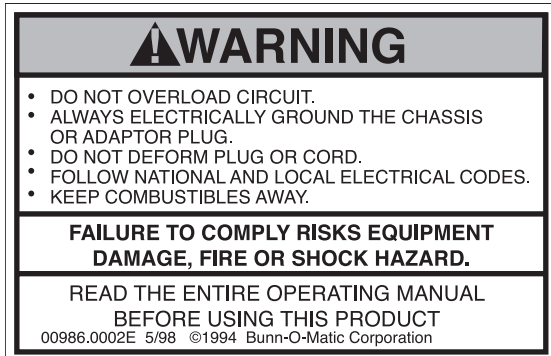 WARNING
• DO NOT OVERLOAD CIRCUIT.
• ALWAYS ELECTRICALLY GROUND THE CHASSIS
OR ADAPTOR PLUG.
• DO NOT DEFORM PLUG OR CORD.
• FOLLOW NATIONAL AND LOCAL ELECTRICAL CODES.
• KEEP COMBUSTIBLES AWAY.
FAILURE TO COMPLY RISKS EQUIPMENT
DAMAGE, FIRE OR SHOCK HAZARD.
READ THE ENTIRE OPERATING MANUAL
BEFORE USING THIS PRODUCT
00986.0002E 5/98 ©1994 Bunn-O-Matic Corporation